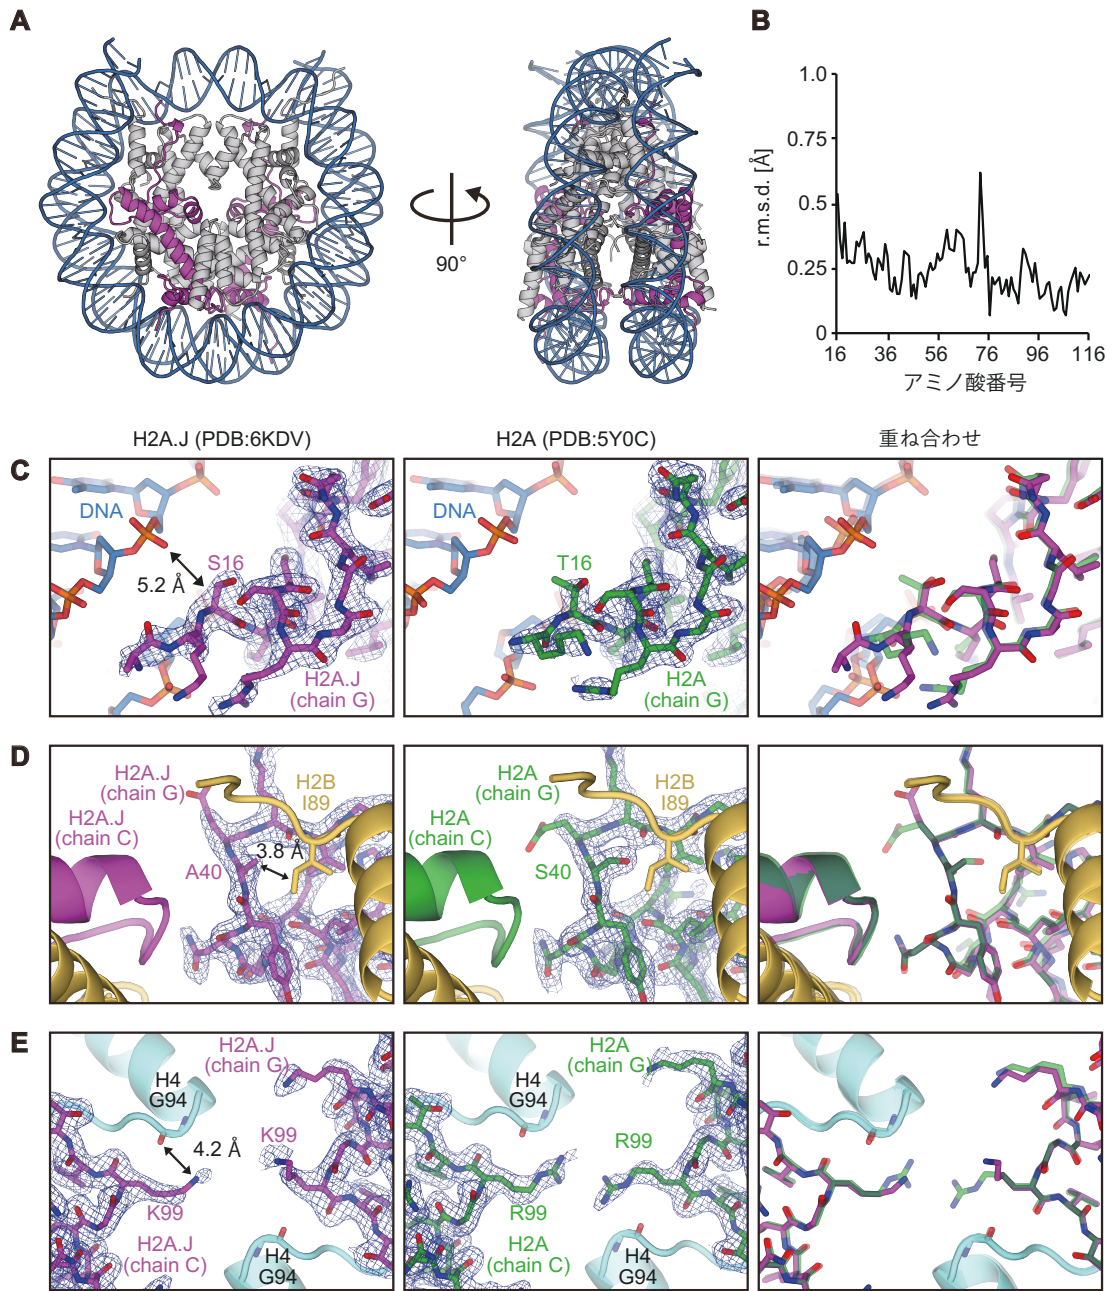 A
90°
B
r.m.s.d. [Å]
1.0
0.75
0.5
0.25
0
16 36 56 76 96 116
アミノ酸番号
H2A.J (PDB:6KDV)
H2A (PDB:5Y0C)
重ね合わせ
C
DNA
S16
5.2 Å
H2A.J
(chain G)
DNA
T16
H2A
(chain G)
D
H2A.J
(chain G)
H2A.J
(chain C)
H2B
I89
3.8 Å
A40
H2A
(chain G)
H2A
(chain C)
H2B
I89
S40
E
H2A.J
(chain G)
H4
G94
K99
4.2 Å
K99
H2A.J
(chain C)
H4
G94
H2A
(chain G)
H4
G94
R99
R99
H2A
(chain C)
H4
G94